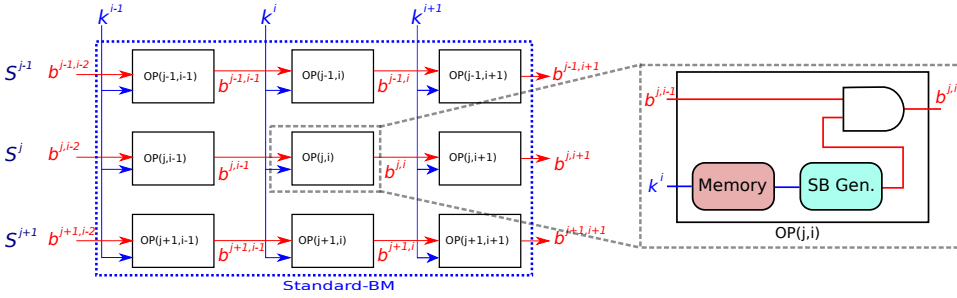 k^{i-1} k^{i} k^{i+1}
S^{j-1} b^{j-1,i-2} OP(j-1,i-1) b^{j-1,i-1} OP(j-1,i) b^{j-1,i} OP(j-1,i+1) b^{j-1,i+1}
S^{j} b^{j,i-2} OP(j,i-1) b^{j,i-1} OP(j,i) b^{j,i} OP(j,i+1) b^{j,i+1}
S^{j+1} b^{j+1,i-2} OP(j+1,i-1) b^{j+1,i-1} OP(j+1,i) b^{j+1,i} OP(j+1,i+1) b^{j+1,i+1}
Standard-BM
b^{j,i-1} b^{j,i}
k^{i} Memory SB Gen.
OP(j,i)